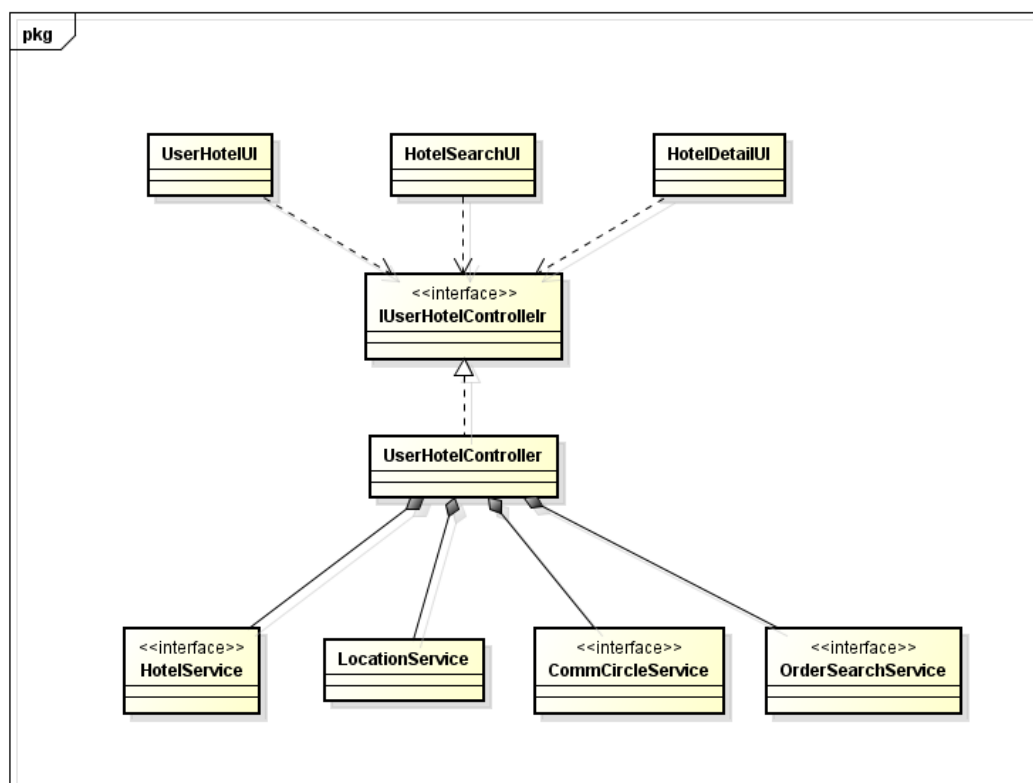 pkg
UserHotelUI
HotelSearchUI
HotelDetailUI
<<interface>>
IUserHotelControllelr
UserHotelController
<<interface>>
HotelService
LocationService
<<interface>>
CommCircleService
<<interface>>
OrderSearchService